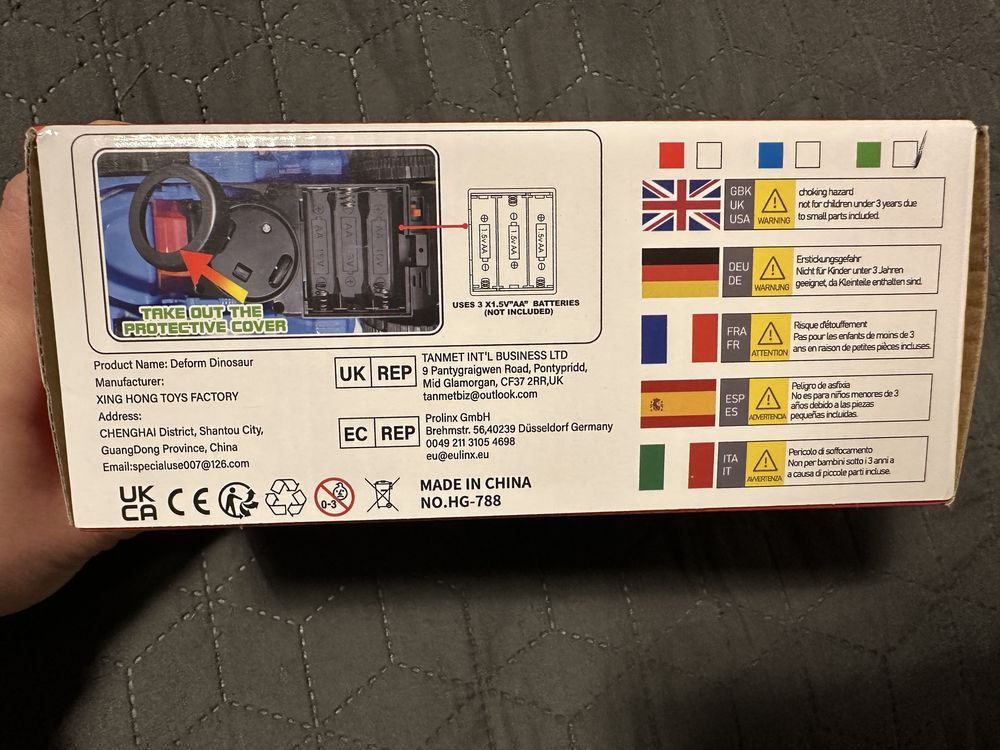 TAKE OUT THE
PROTECTIVE COVER
1.5V AA
1.5V AA
1.5V AA
USES 3 X1.5V"AA" BATTERIES
(NOT INCLUDED)
Product Name: Deform Dinosaur
Manufacturer:
XING HONG TOYS FACTORY
Address:
CHENGHAI District, Shantou City,
GuangDong Province, China
Email:specialuse007@126.com
UK REP
TANMET INT'L BUSINESS LTD
9 Pantygraigwen Road, Pontypridd,
Mid Glamorgan, CF37 2RR,UK
tanmetbiz@outlook.com
EC REP
Prolinx GmbH
Brehmstr. 56,40239 Düsseldorf Germany
0049 211 3105 4698
eu@eulinx.eu
UK
CA
CE
0-3
MADE IN CHINA
NO.HG-788
GBK
UK
USA
WARNING
choking hazard
not for children under 3 years due
to small parts included.
DEU
DE
WARNUNG
Erstickungsgefahr
Nicht für Kinder unter 3 Jahren
geeignet, da Kleinteile enthalten sind.
FRA
FR
ATTENTION
Risque d'étouffement
Pas pour les enfants de moins de 3
ans en raison de petites pièces incluses.
ESP
ES
ADVERTENCIA
Peligro de asfixia
No es para niños menores de 3
años debido a las piezas
pequeñas incluidas.
ITA
IT
AVVERTENZA
Pericolo di soffocamento
Non per bambini sotto i 3 anni a
a causa di piccole parti incluse.